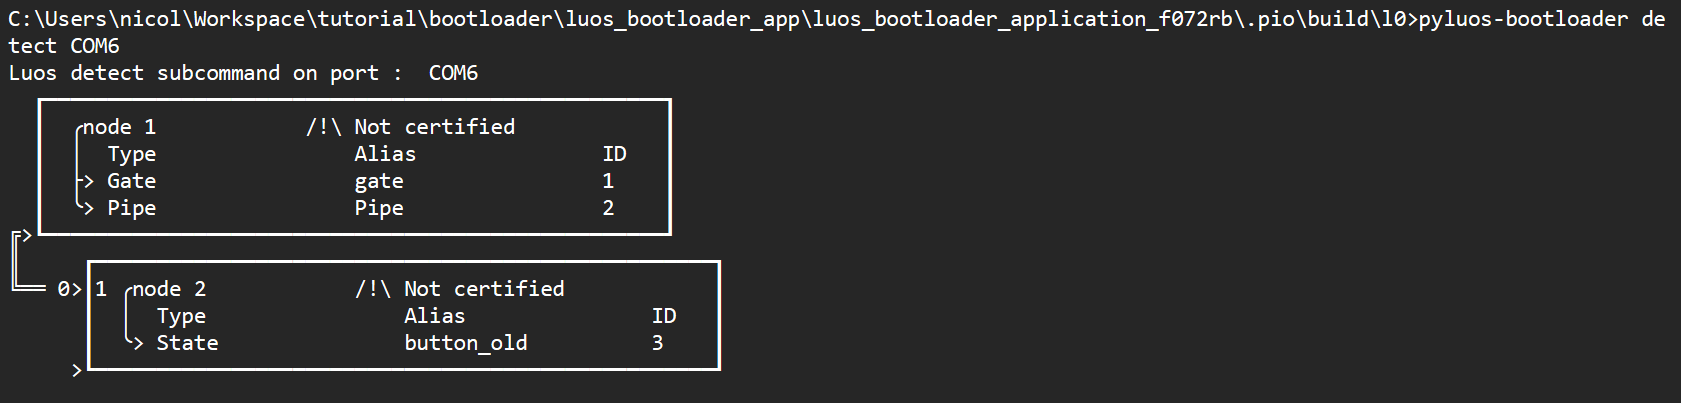 C:\Users\nicol\Workspace\tutorial\bootloader\luos_bootloader_app\luos_bootloader_application_f072rb\.pio\build\l0>pyluos-bootloader de
tect COM6
Luos detect subcommand on port :  COM6
node 1 /!\ Not certified
Type Alias ID
> Gate gate 1
> Pipe Pipe 2
>
0> 1 node 2 /!\ Not certified
Type Alias ID
> State button_old 3
>